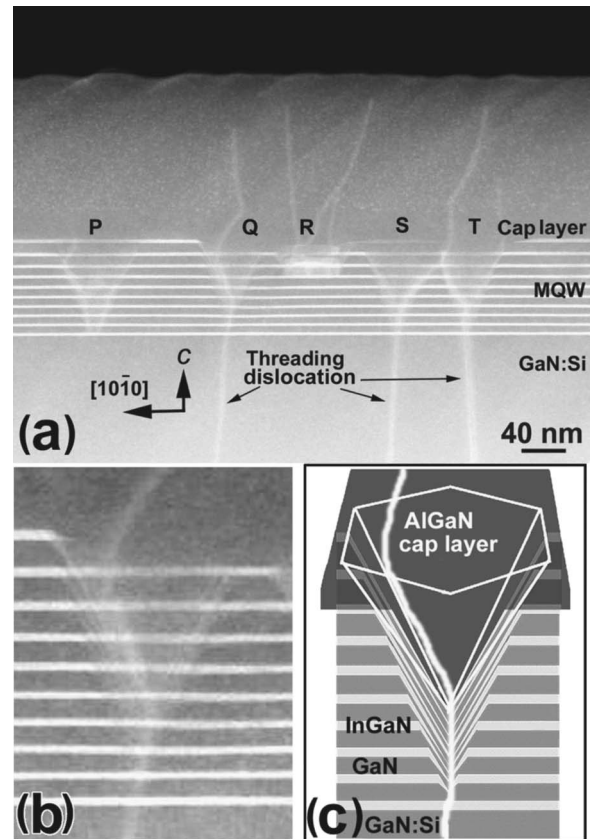 P Q R S T Cap layer
MQW
C
[101̄0]
Threading
dislocation
GaN:Si
(a)
40 nm
AlGaN
cap layer
InGaN
GaN
(b)
(c)
GaN:Si